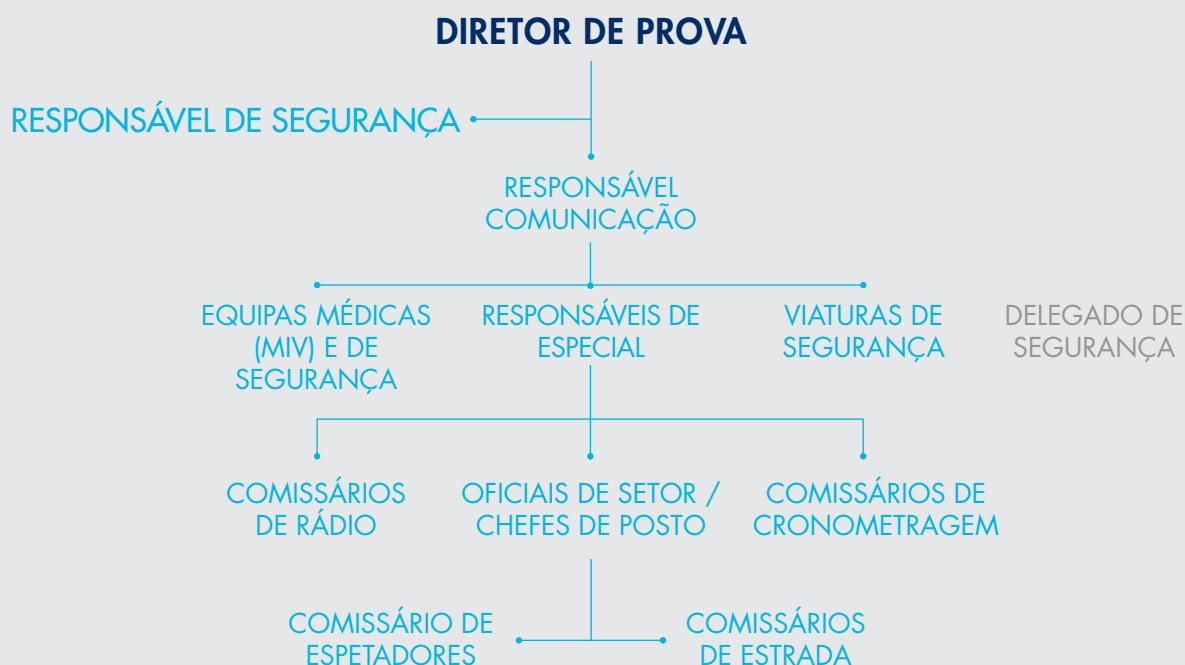 DIRETOR DE PROVA
RESPONSÁVEL DE SEGURANÇA
RESPONSÁVEL
COMUNICAÇÃO
EQUIPAS MÉDICAS
(MIV) E DE
SEGURANÇA
RESPONSÁVEIS DE
ESPECIAL
VIATURAS DE
SEGURANÇA
DELEGADO DE
SEGURANÇA
COMISSÁRIOS
DE RÁDIO
OFICIAIS DE SETOR /
CHEFES DE POSTO
COMISSÁRIOS DE
CRONOMETRAGEM
COMISSÁRIO DE
ESPETADORES
COMISSÁRIOS
DE ESTRADA